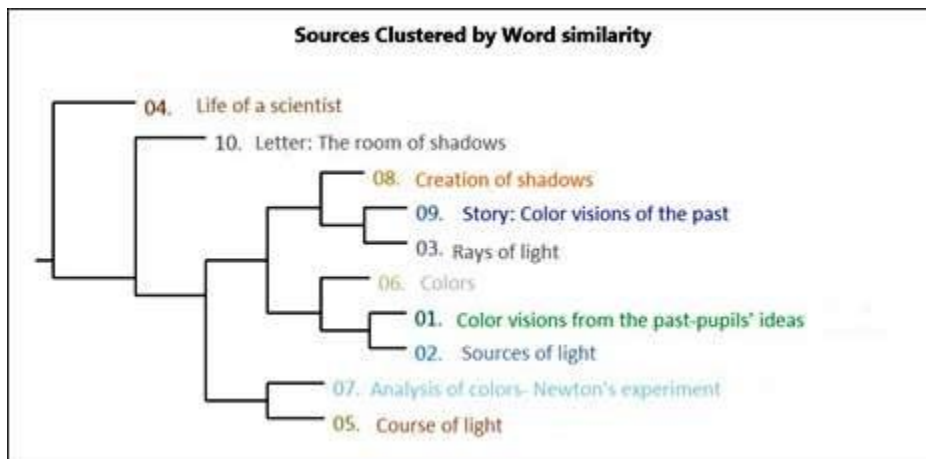 Sources Clustered by Word similarity
04. Life of a scientist
10. Letter: The room of shadows
08. Creation of shadows
09. Story: Color visions of the past
03. Rays of light
06. Colors
01. Color visions from the past-pupils' ideas
02. Sources of light
07. Analysis of colors- Newton's experiment
05. Course of light